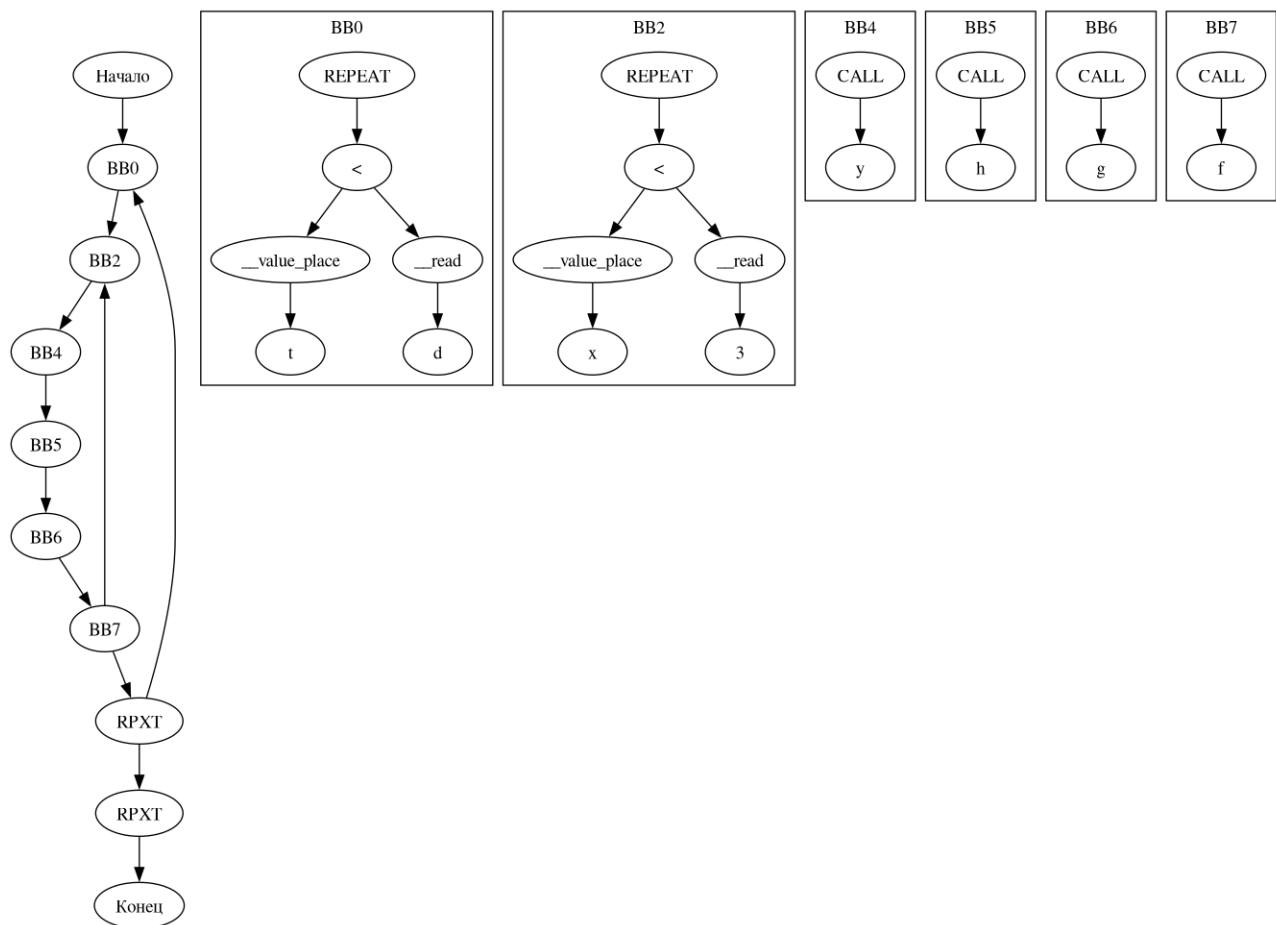 Начало
BB0
BB2
BB4
BB5
BB6
BB7
RPXT
RPXT
Конец
BB0
REPEAT
<
__value_place
__read
t
d
BB2
REPEAT
<
__value_place
__read
x
3
BB4
CALL
y
BB5
CALL
h
BB6
CALL
g
BB7
CALL
f